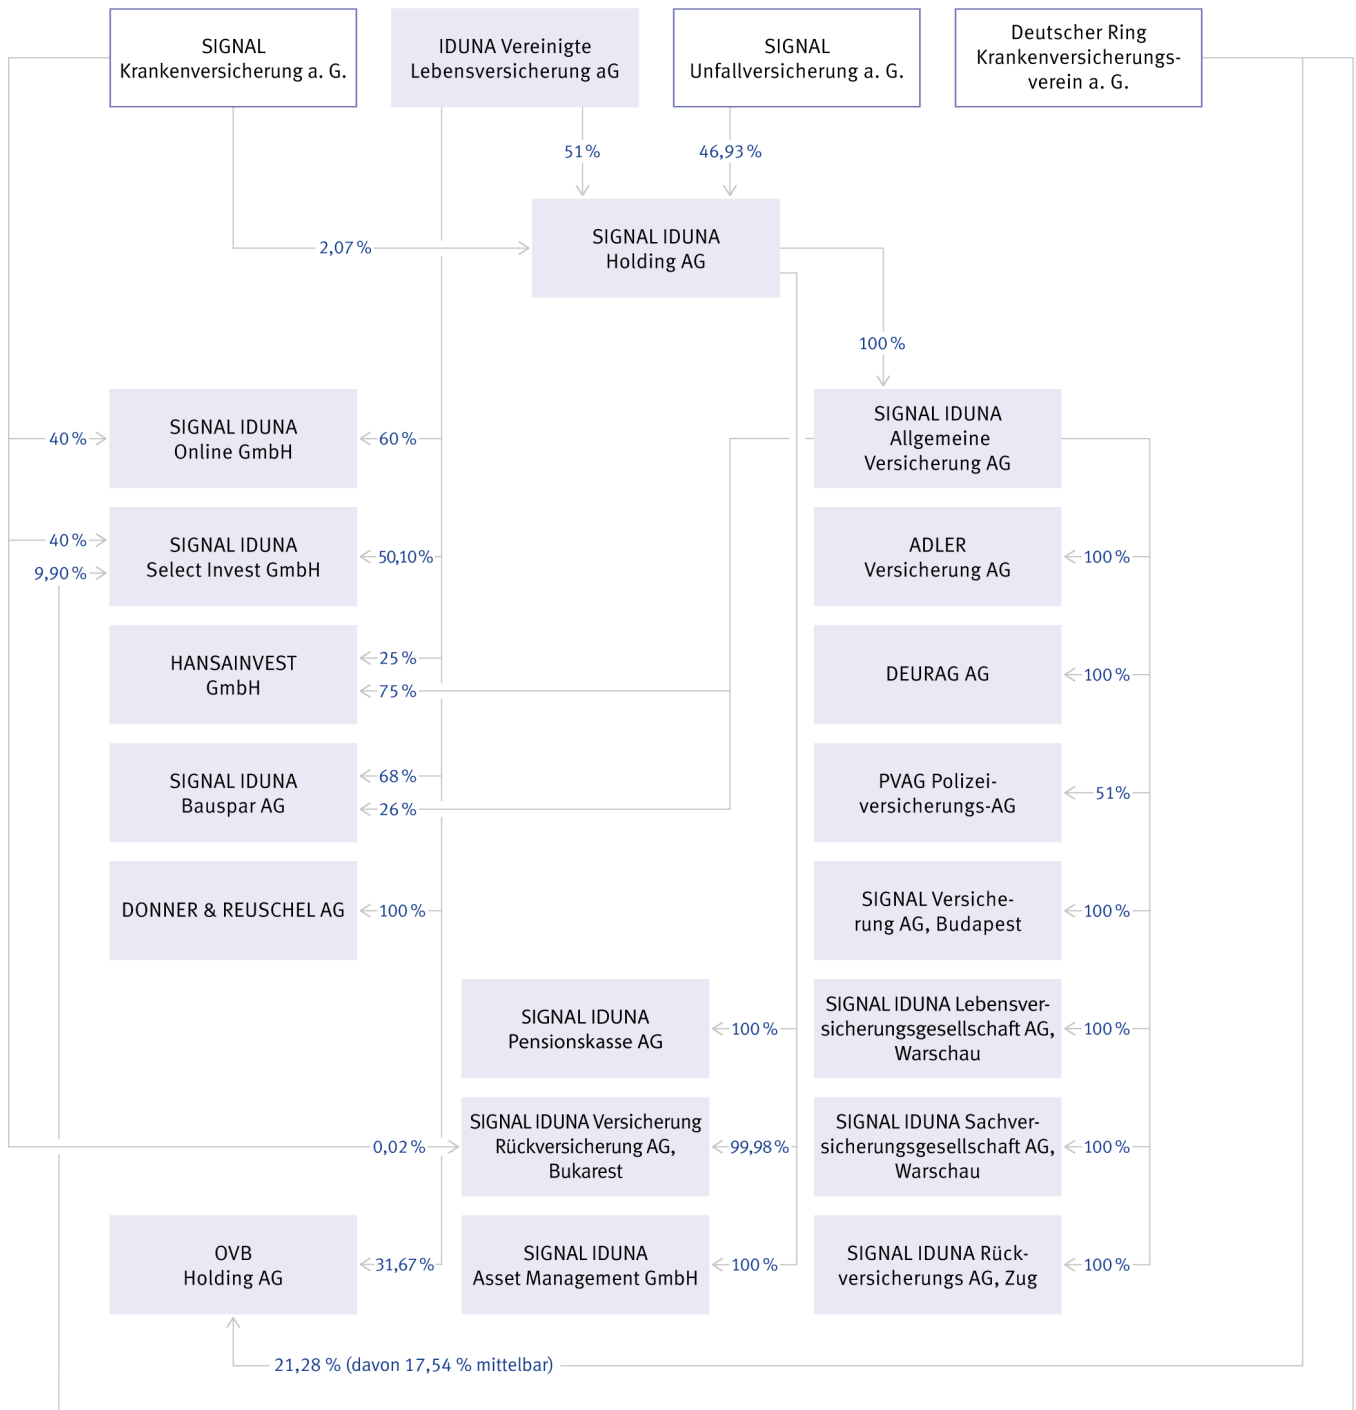 SIGNAL
Krankenversicherung a. G.
IDUNA Vereinigte
Lebensversicherung aG
SIGNAL
Unfallversicherung a. G.
Deutscher Ring
Krankenversicherungs-
verein a. G.
51 %
46,93 %
2,07 %
SIGNAL IDUNA
Holding AG
100 %
40 %
SIGNAL IDUNA
Online GmbH
60 %
SIGNAL IDUNA
Allgemeine
Versicherung AG
40 %
9,90 %
SIGNAL IDUNA
Select Invest GmbH
50,10 %
ADLER
Versicherung AG
100 %
HANSAINVEST
GmbH
25 %
75 %
DEURAG AG
100 %
SIGNAL IDUNA
Bauspar AG
68 %
26 %
PVAG Polizei-
versicherungs-AG
51 %
DONNER & REUSCHEL AG
100 %
SIGNAL Versiche-
rung AG, Budapest
100 %
SIGNAL IDUNA
Pensionskasse AG
100 %
SIGNAL IDUNA Lebensver-
sicherungsgesellschaft AG,
Warschau
100 %
0,02 %
SIGNAL IDUNA Versicherung
Rückversicherung AG,
Bukarest
99,98 %
SIGNAL IDUNA Sachver-
sicherungsgesellschaft AG,
Warschau
100 %
OVB
Holding AG
31,67 %
SIGNAL IDUNA
Asset Management GmbH
100 %
SIGNAL IDUNA Rück-
versicherungs AG, Zug
100 %
21,28 % (davon 17,54 % mittelbar)